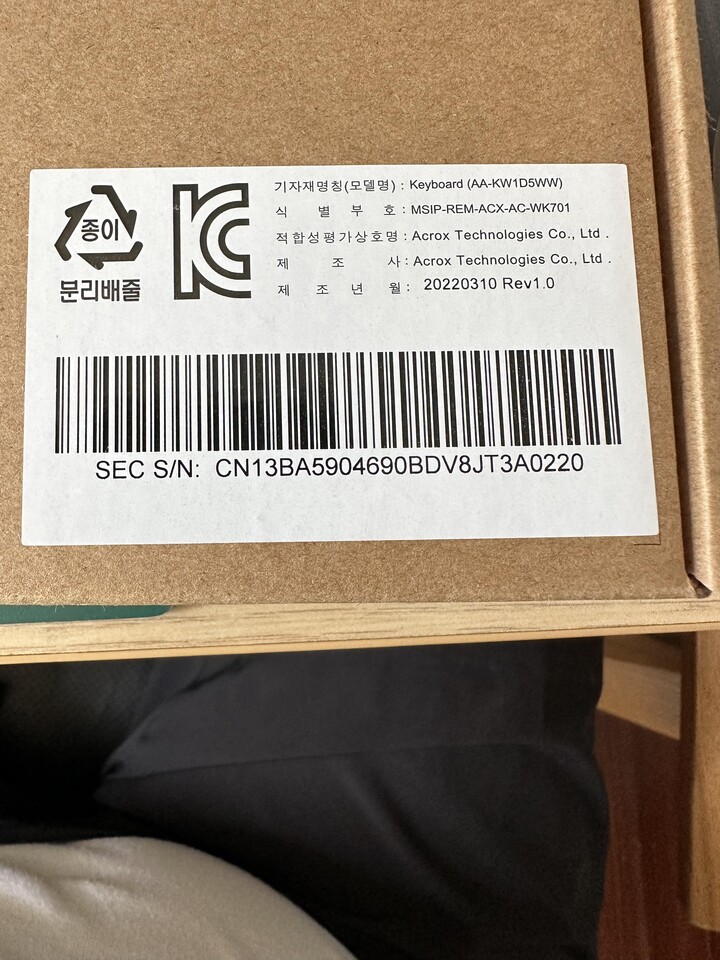 종이
분리배출
KC
기자재명칭(모델명) : Keyboard (AA-KW1D5WW)
식 별 부 호 : MSIP-REM-ACX-AC-WK701
적합성평가상호명 : Acrox Technologies Co., Ltd .
제 조 사 : Acrox Technologies Co., Ltd .
제 조 년 월 : 20220310 Rev1.0
SEC S/N: CN13BA5904690BDV8JT3A0220